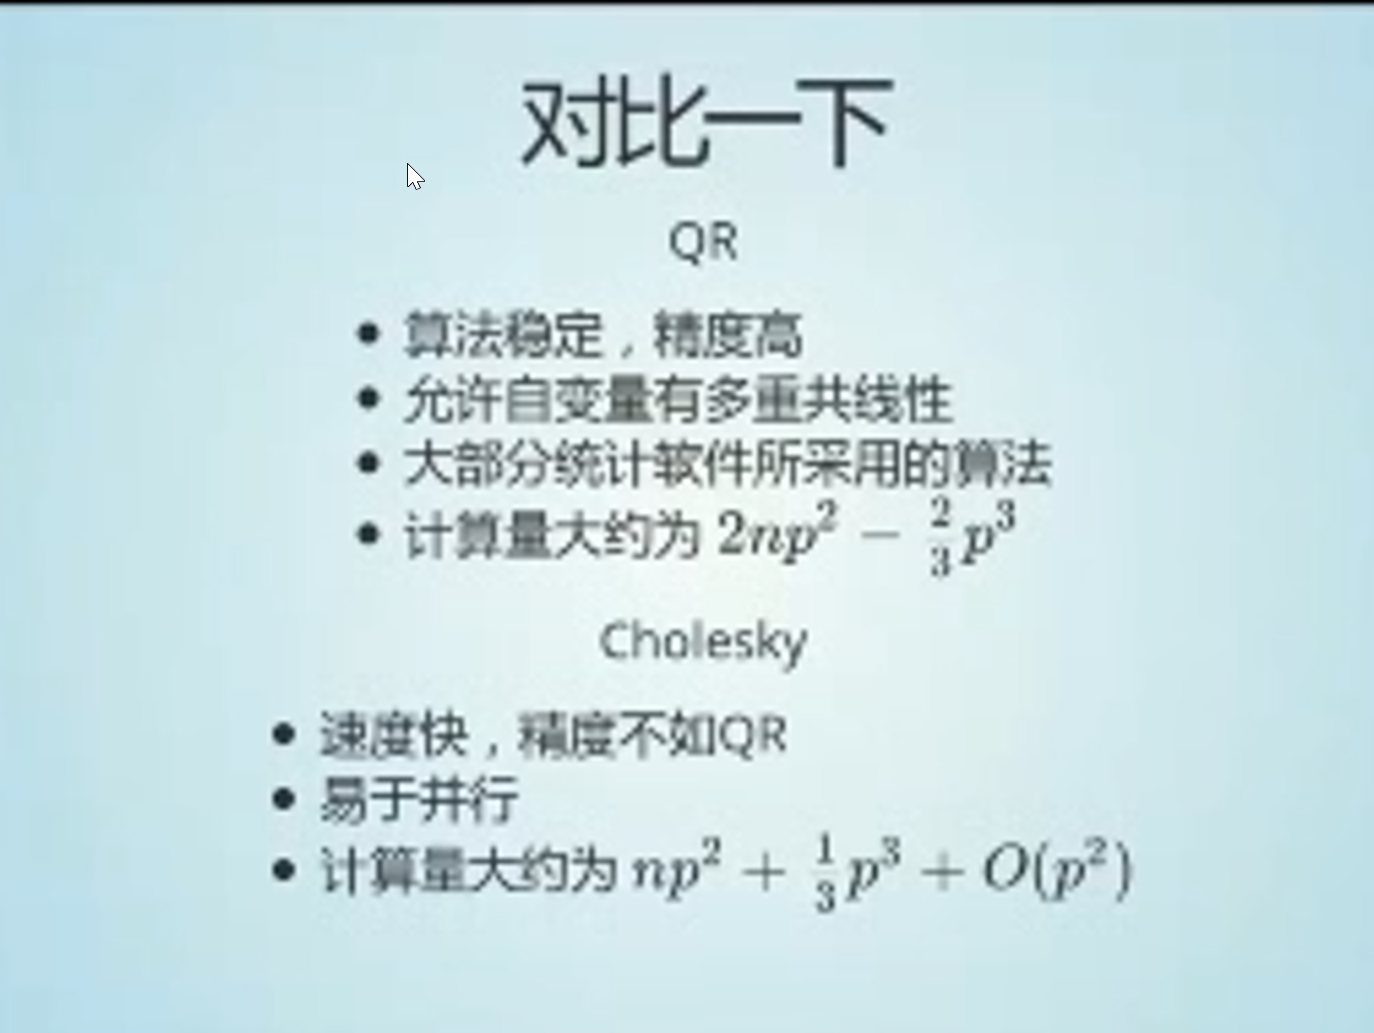 对比一下
QR
• 算法稳定，精度高
• 允许自变量有多重共线性
• 大部分统计软件所采用的算法
• 计算量大约为 $2np^2 - \frac{2}{3}p^3$
Cholesky
• 速度快，精度不如QR
• 易于并行
• 计算量大约为 $np^2 + \frac{1}{3}p^3 + O(p^2)$